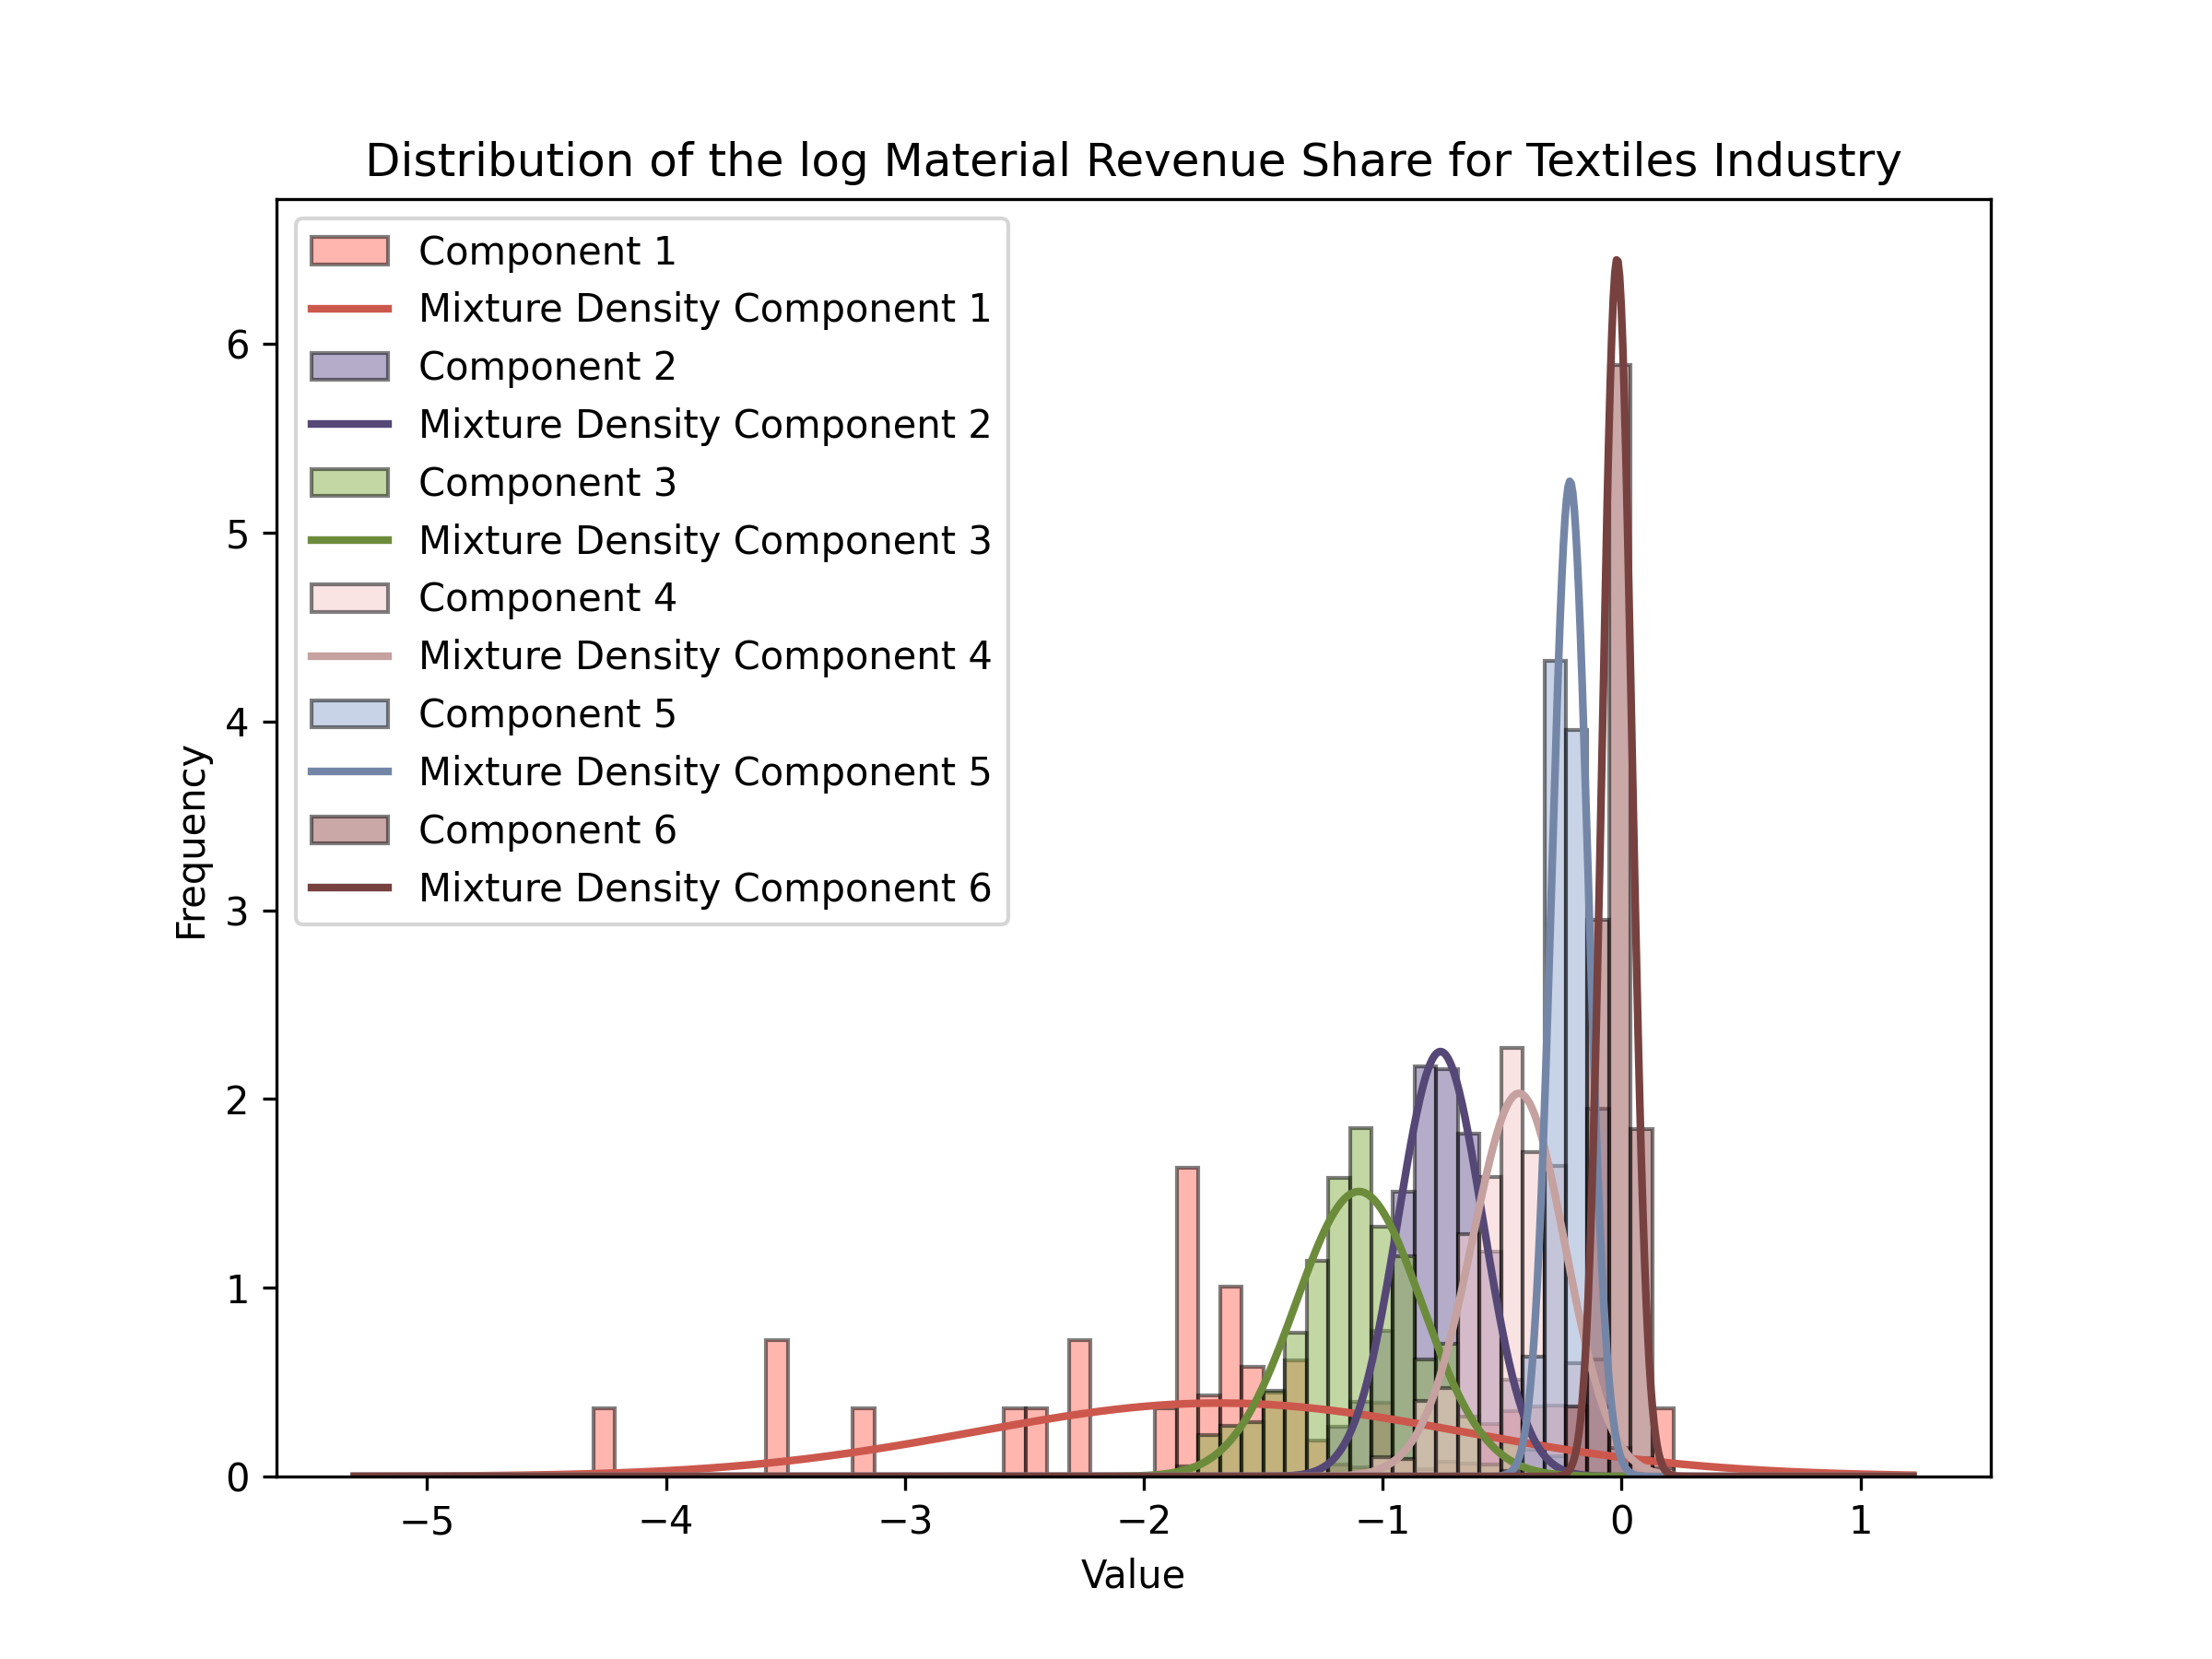 Distribution of the log Material Revenue Share for Textiles Industry
Component 1
Mixture Density Component 1
Component 2
Mixture Density Component 2
Component 3
Mixture Density Component 3
Component 4
Mixture Density Component 4
Component 5
Mixture Density Component 5
Component 6
Mixture Density Component 6
Frequency
6
5
4
3
2
1
0
−5 −4 −3 −2 −1 0 1
Value